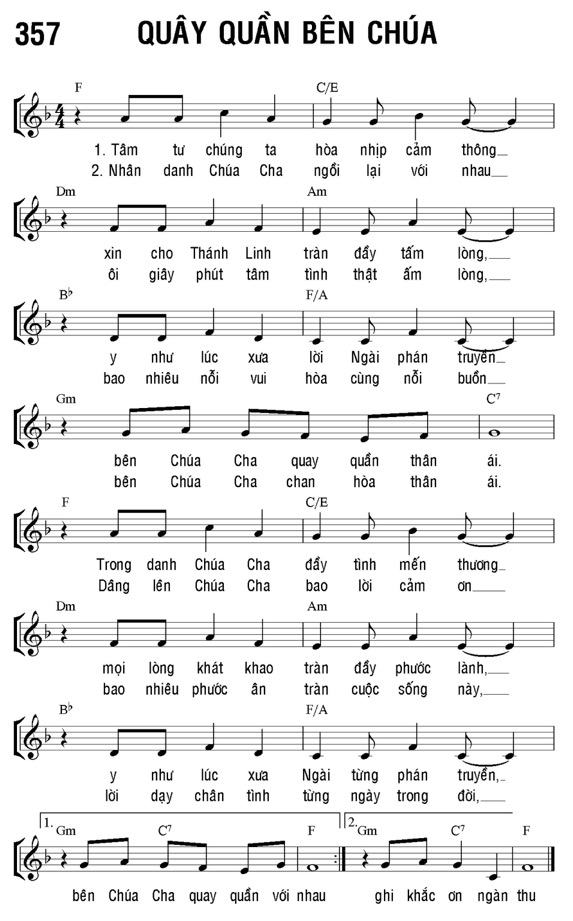 357 QUÂY QUẦN BÊN CHÚA
F C/E
1. Tâm tư chúng ta hòa nhịp cảm thông
2. Nhân danh Chúa Cha ngồi lại với nhau
Dm Am
xin cho Thánh Linh tràn đầy tấm lòng,
ôi giây phút tâm tình thật ấm lòng,
B♭ F/A
y như lúc xưa lời Ngài phán truyền
bao nhiêu nỗi vui hòa cùng nỗi buồn
Gm C7
bên Chúa Cha quay quần thân ái.
bên Chúa Cha chan hòa thân ái.
F C/E
Trong danh Chúa Cha đầy tình mến thương
Dâng lên Chúa Cha bao lời cảm ơn
Dm Am
mọi lòng khát khao tràn đầy phước lành,
bao nhiêu phước ân tràn cuộc sống này,
B♭ F/A
y như lúc xưa Ngài từng phán truyền,
lời dạy chân tình từng ngày trong đời,
1. Gm C7 F 2. Gm C7 F
bên Chúa Cha quay quần với nhau ghi khắc ơn ngàn thu